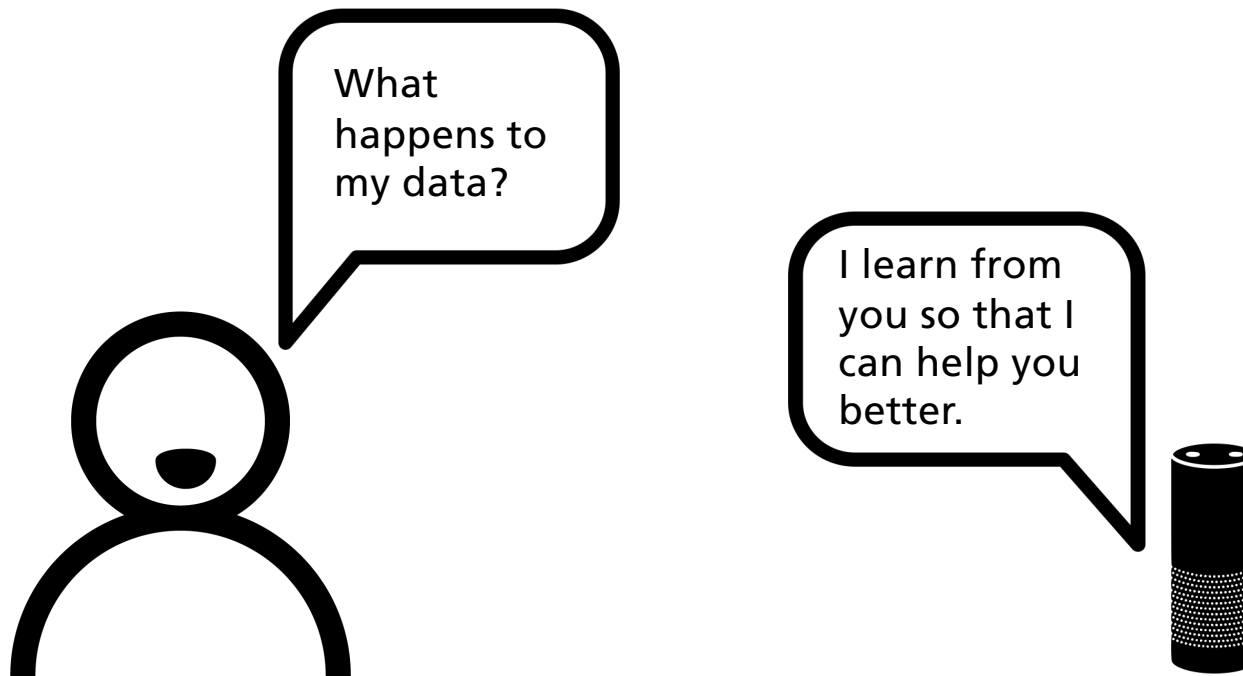 What
happens to
my data?
I learn from
you so that I
can help you
better.